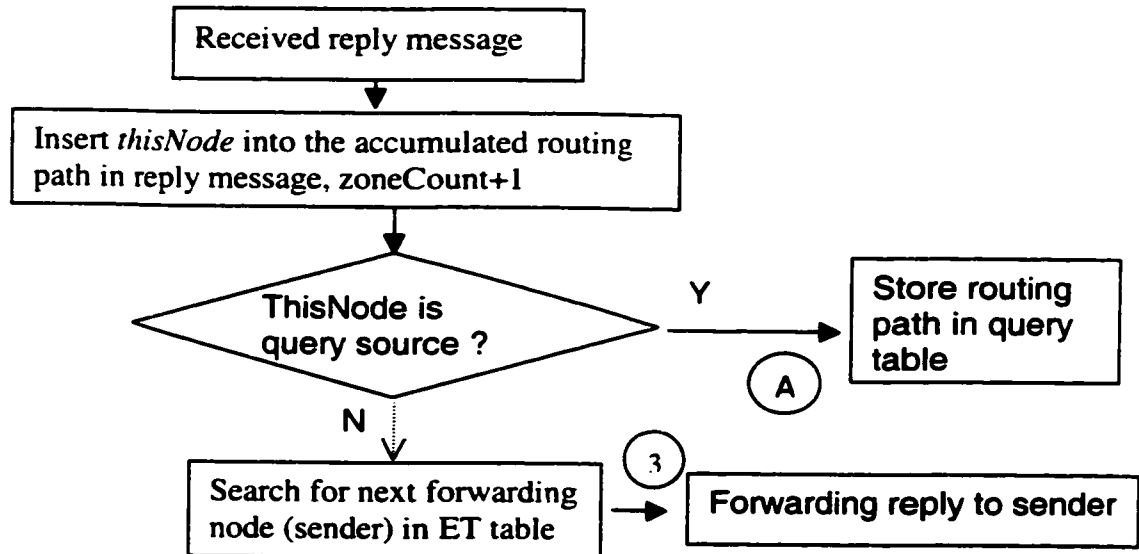 Received reply message
Insert thisNode into the accumulated routing
path in reply message, zoneCount+1
ThisNode is
query source ?
Y
Store routing
path in query
table
A
N
3
Search for next forwarding
node (sender) in ET table
Forwarding reply to sender